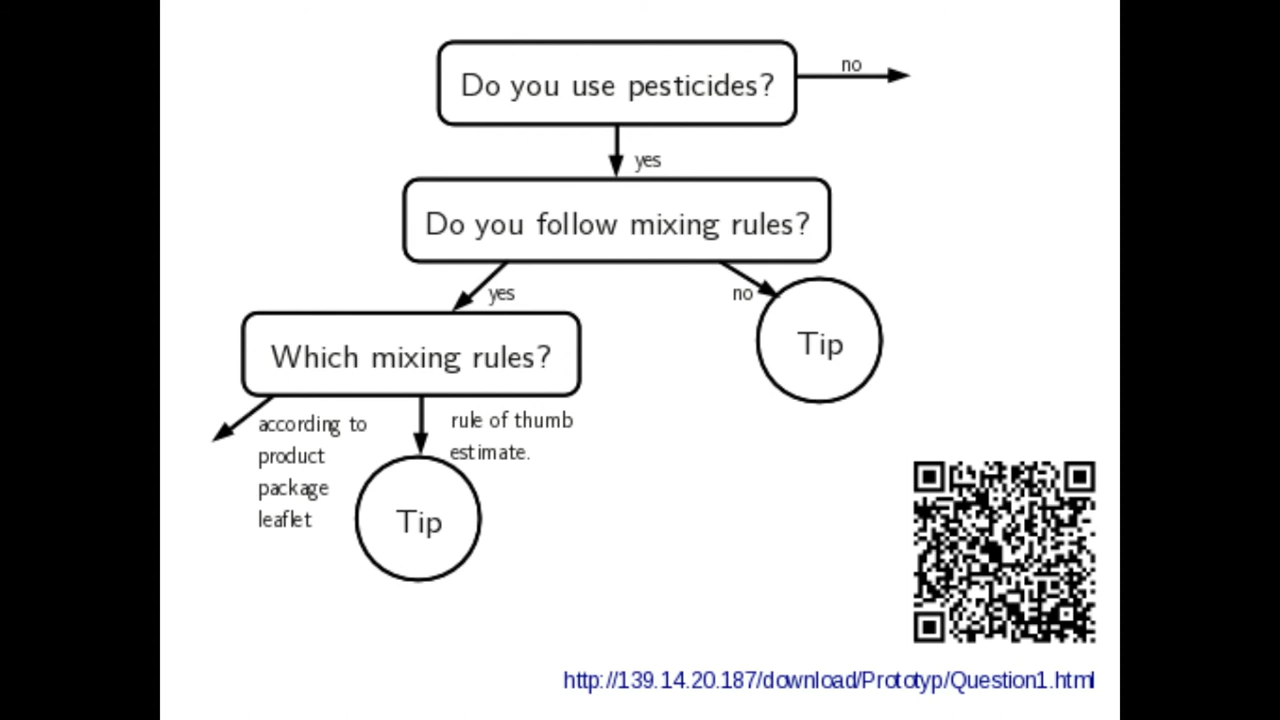 Do you use pesticides?
no
yes
Do you follow mixing rules?
yes
no
Which mixing rules?
Tip
according to
product
package
leaflet
rule of thumb
estimate.
Tip
http://139.14.20.187/download/Prototyp/Question1.html